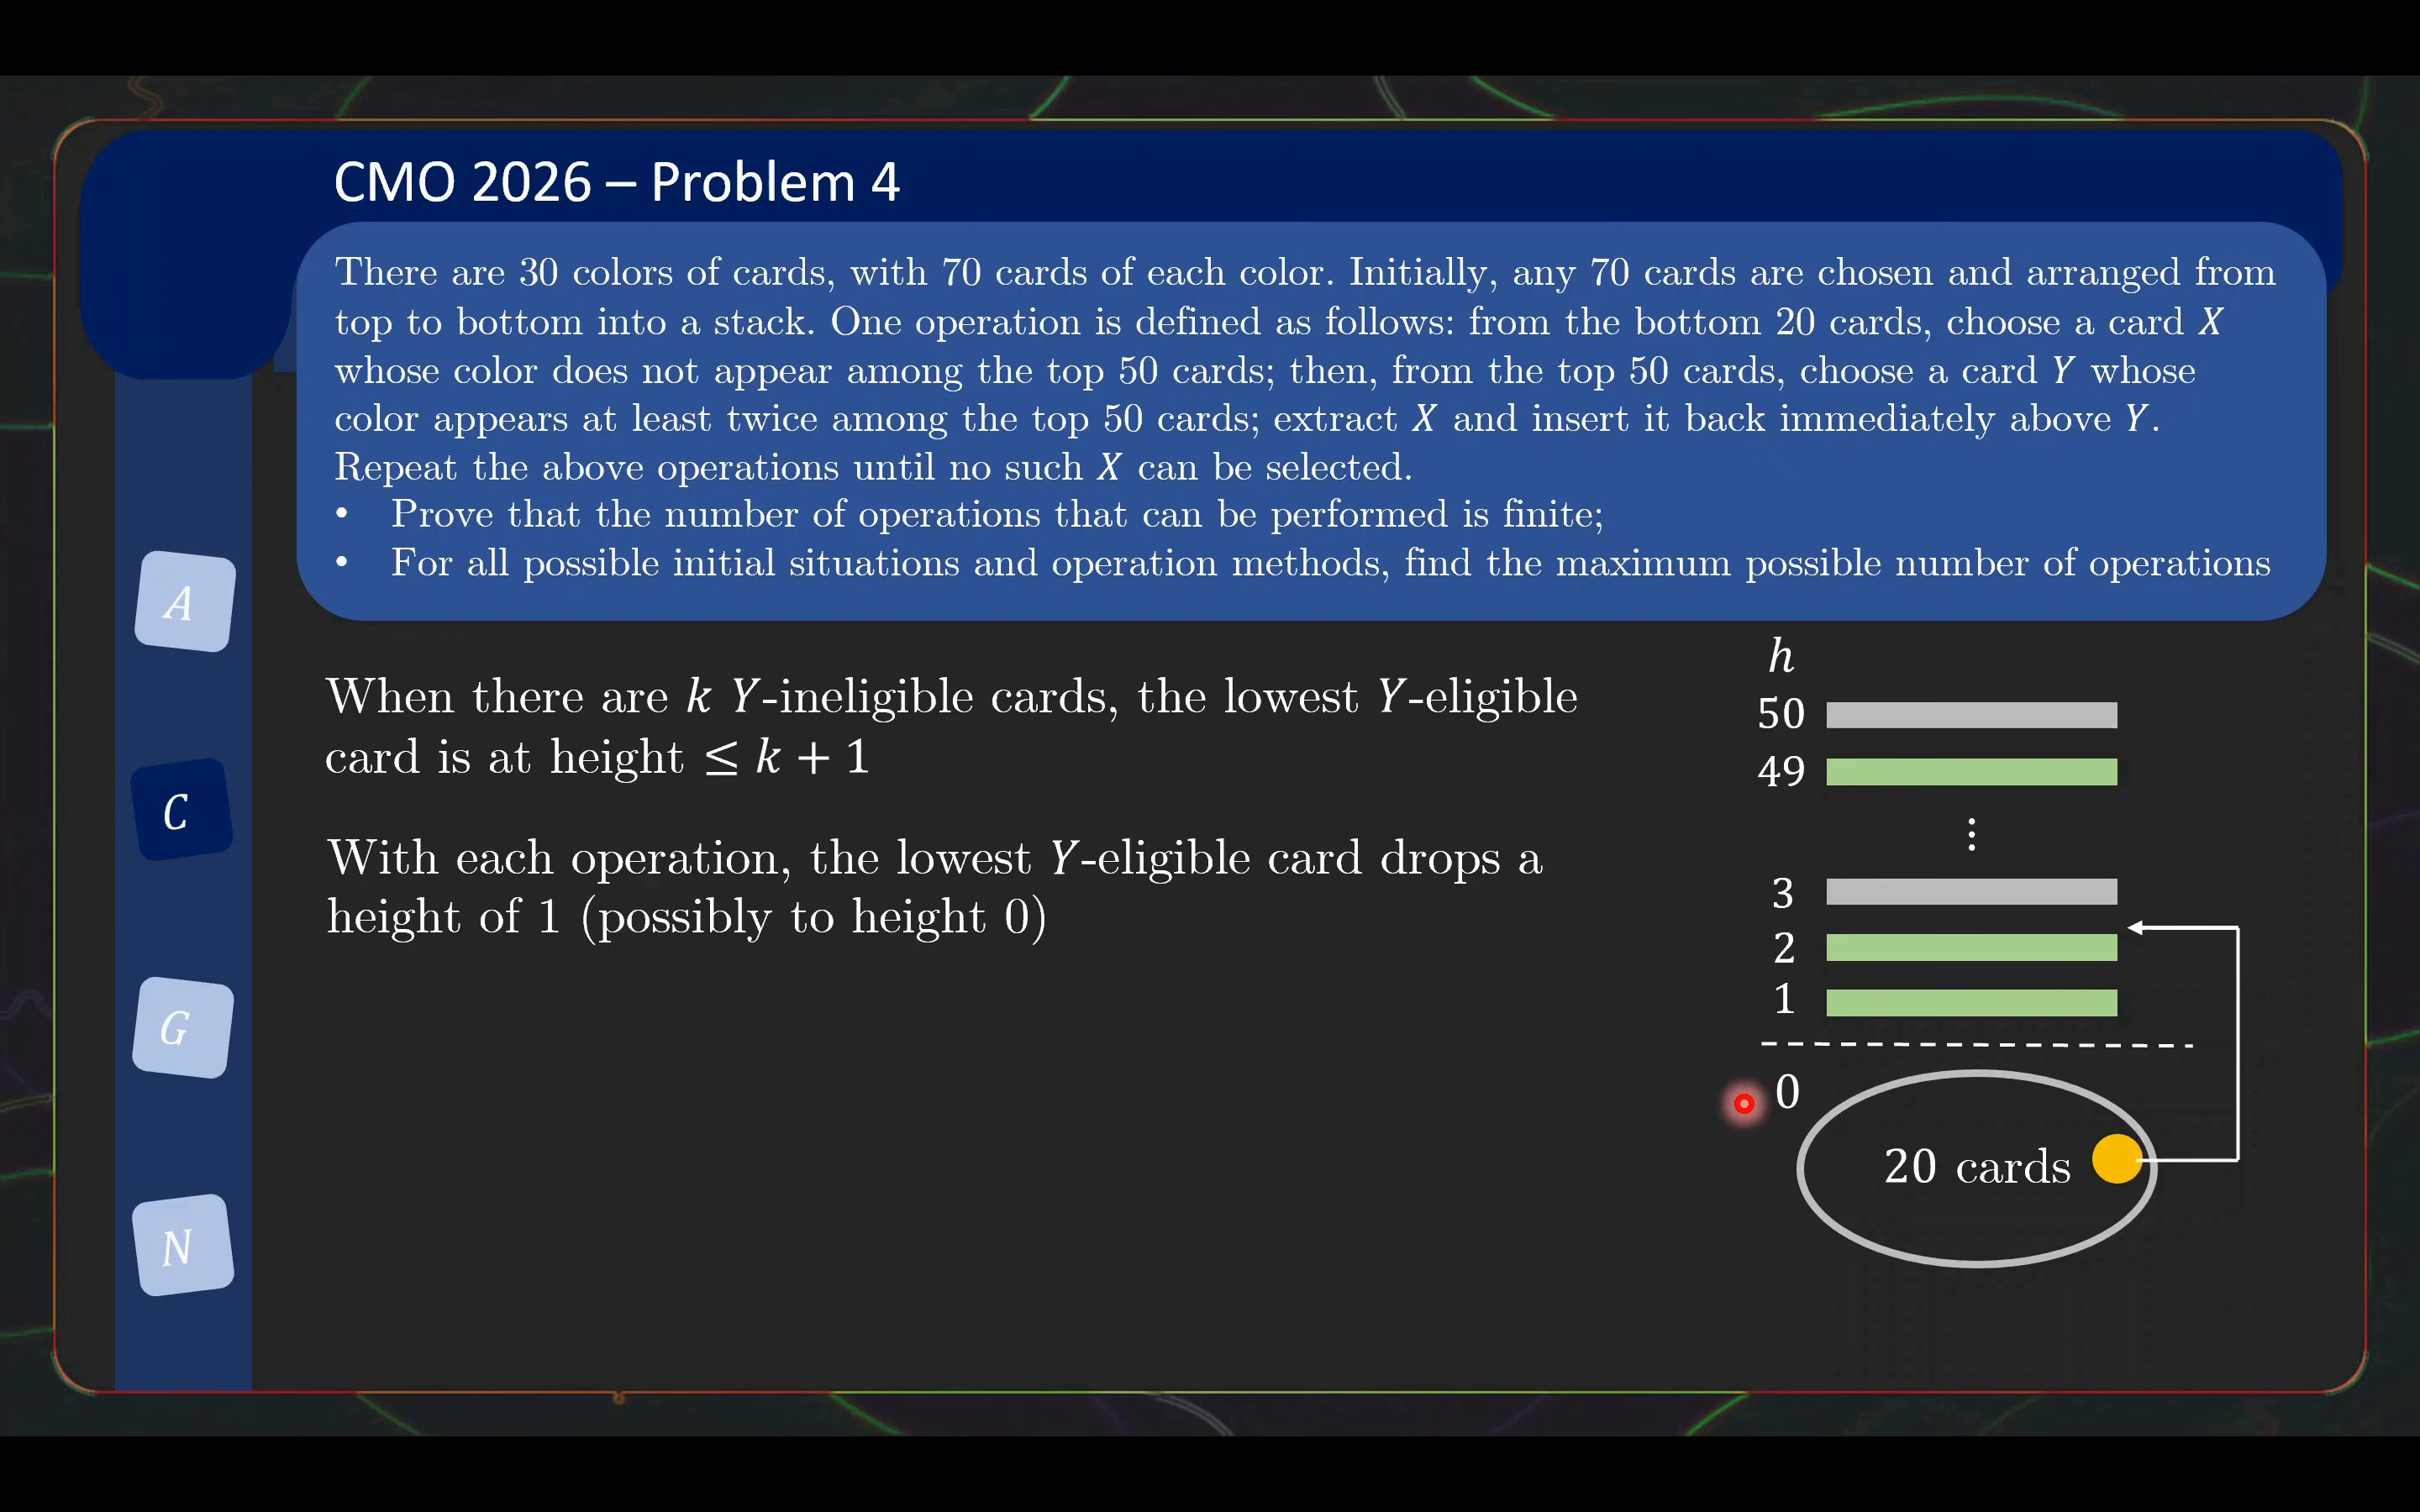 CMO 2026 – Problem 4
There are 30 colors of cards, with 70 cards of each color. Initially, any 70 cards are chosen and arranged from
top to bottom into a stack. One operation is defined as follows: from the bottom 20 cards, choose a card X
whose color does not appear among the top 50 cards; then, from the top 50 cards, choose a card Y whose
color appears at least twice among the top 50 cards; extract X and insert it back immediately above Y.
Repeat the above operations until no such X can be selected.
• Prove that the number of operations that can be performed is finite;
• For all possible initial situations and operation methods, find the maximum possible number of operations
A
C
G
N
When there are k Y-ineligible cards, the lowest Y-eligible
card is at height ≤ k + 1
With each operation, the lowest Y-eligible card drops a
height of 1 (possibly to height 0)
h
50
49
⋮
3
2
1
0
20 cards